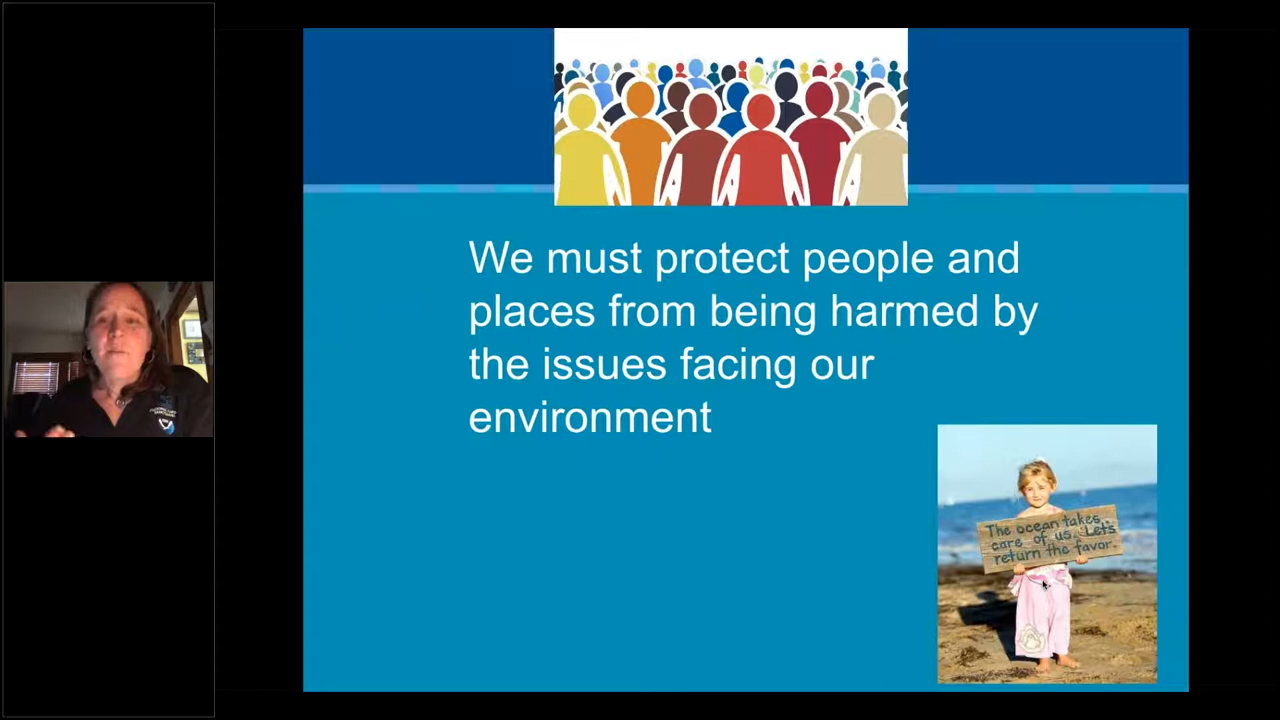 We must protect people and
places from being harmed by
the issues facing our
environment
The ocean takes
care of us. Let's
return the favor.